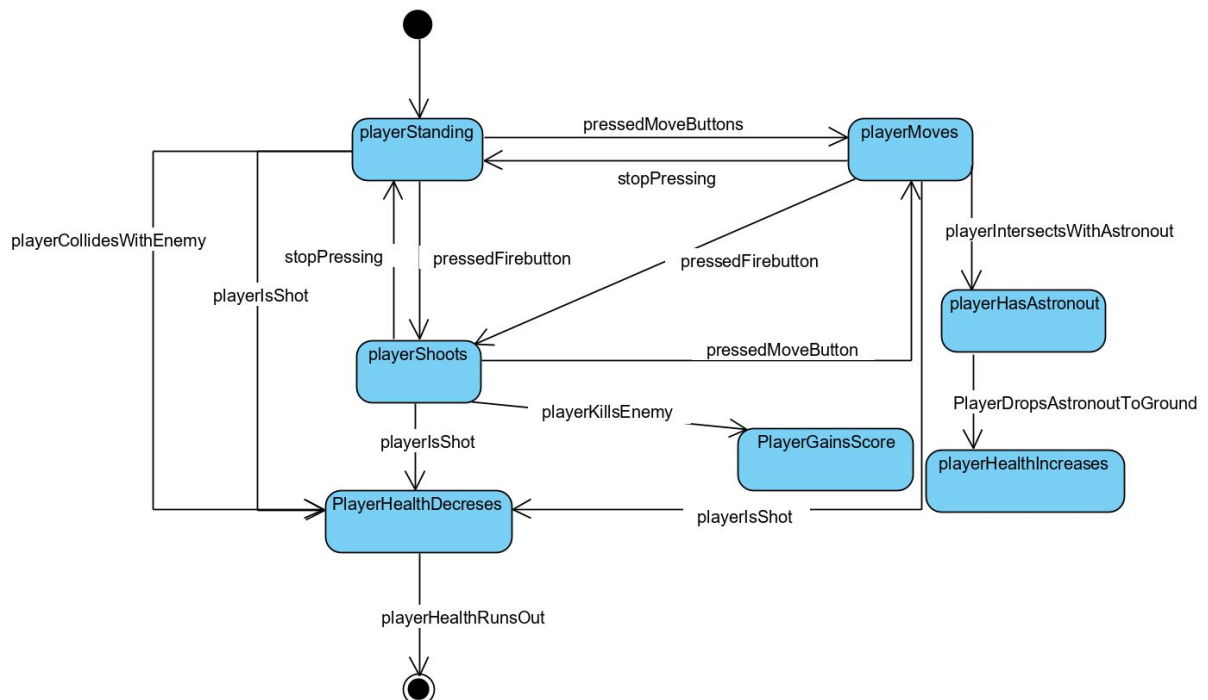 pressedMoveButtons
playerStanding
playerMoves
stopPressing
playerCollidesWithEnemy
playerIntersectsWithAstronout
stopPressing
pressedFirebutton
pressedFirebutton
playerIsShot
playerHasAstronout
playerShoots
pressedMoveButton
PlayerDropsAstronoutToGround
playerKillsEnemy
playerIsShot
PlayerGainsScore
playerHealthIncreases
PlayerHealthDecreses
playerIsShot
playerHealthRunsOut